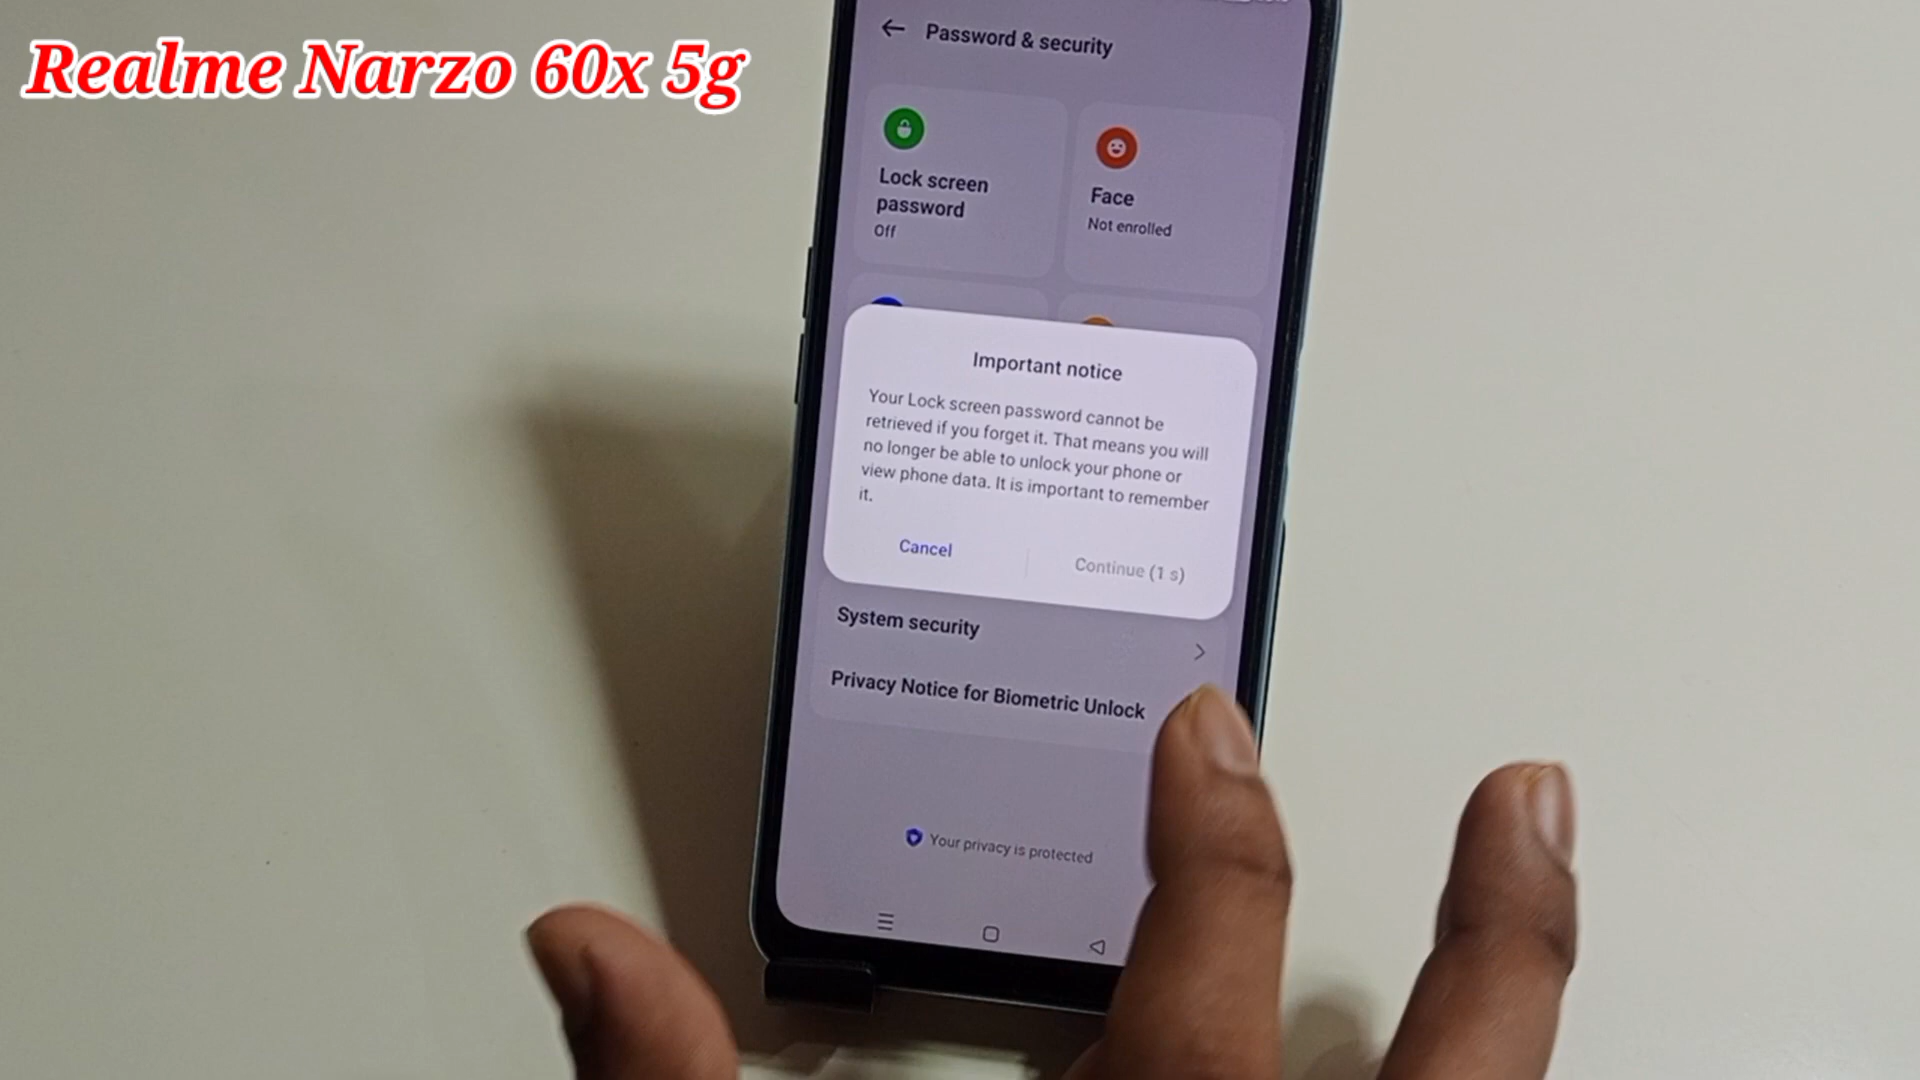 Realme Narzo 60x 5g
Password & security
Lock screen
password
Off
Face
Not enrolled
Important notice
Your Lock screen password cannot be
retrieved if you forget it. That means you will
no longer be able to unlock your phone or
view phone data. It is important to remember
it.
Cancel
Continue (1 s)
System security
Privacy Notice for Biometric Unlock
Your privacy is protected